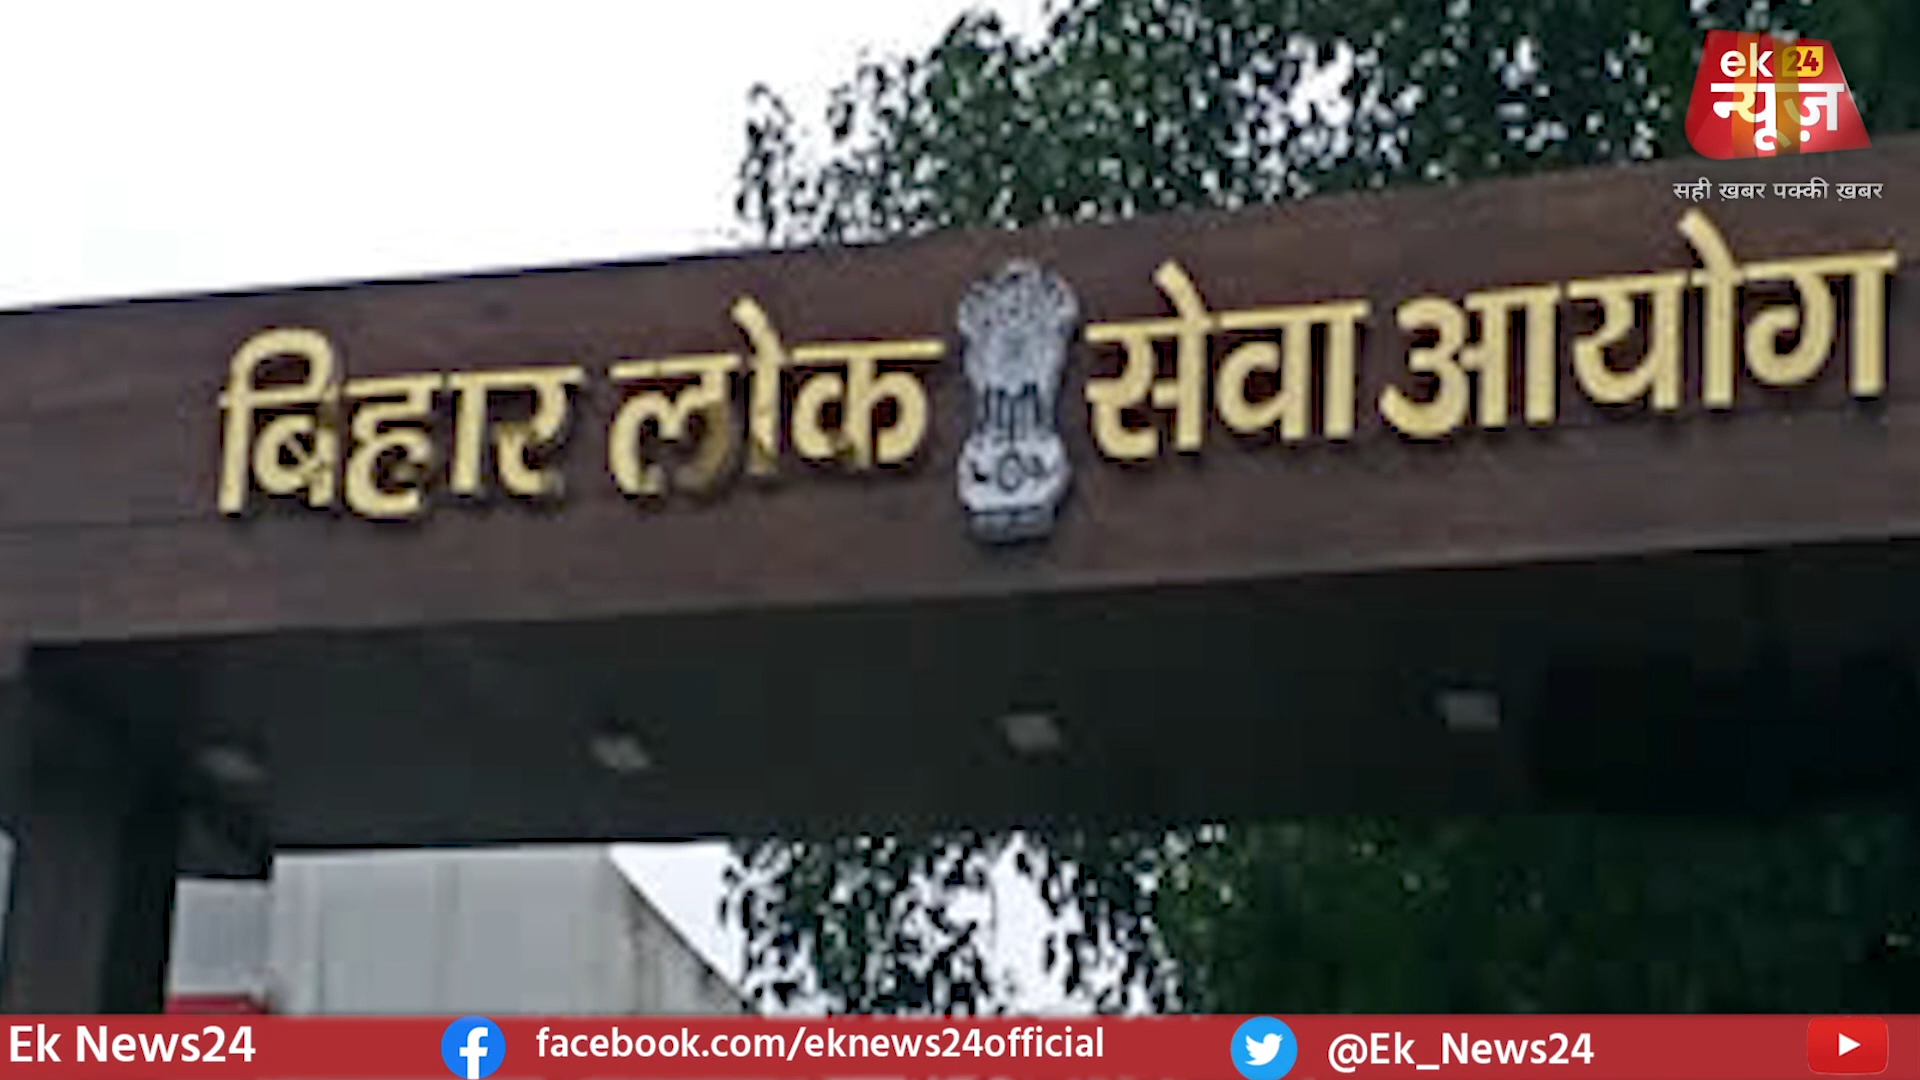 ek 24
न्यूज़
सही ख़बर पक्की ख़बर
बिहार लोक सेवा आयोग
Ek News24 facebook.com/eknews24official @Ek_News24